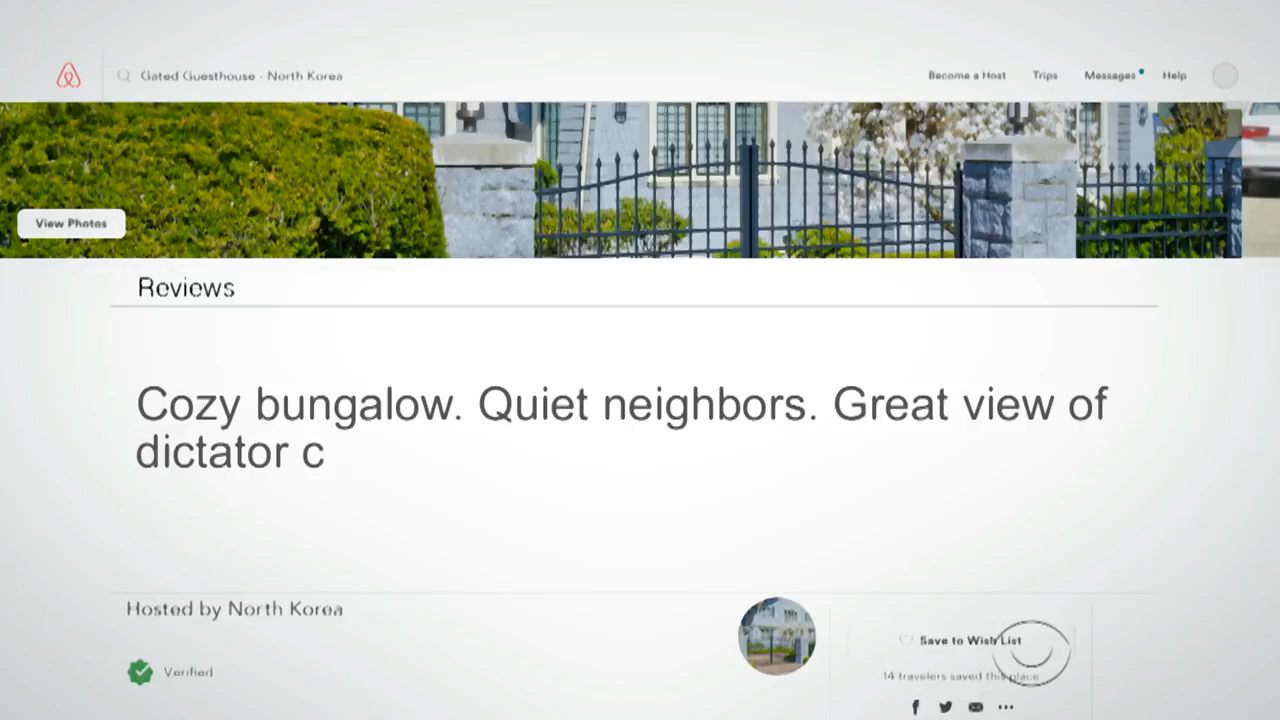 Gated Guesthouse · North Korea
Become a Host Trips Messages Help
View Photos
Reviews
Cozy bungalow. Quiet neighbors. Great view of
dictator c
Hosted by North Korea
Verified
Save to Wish List
14 travelers saved this place